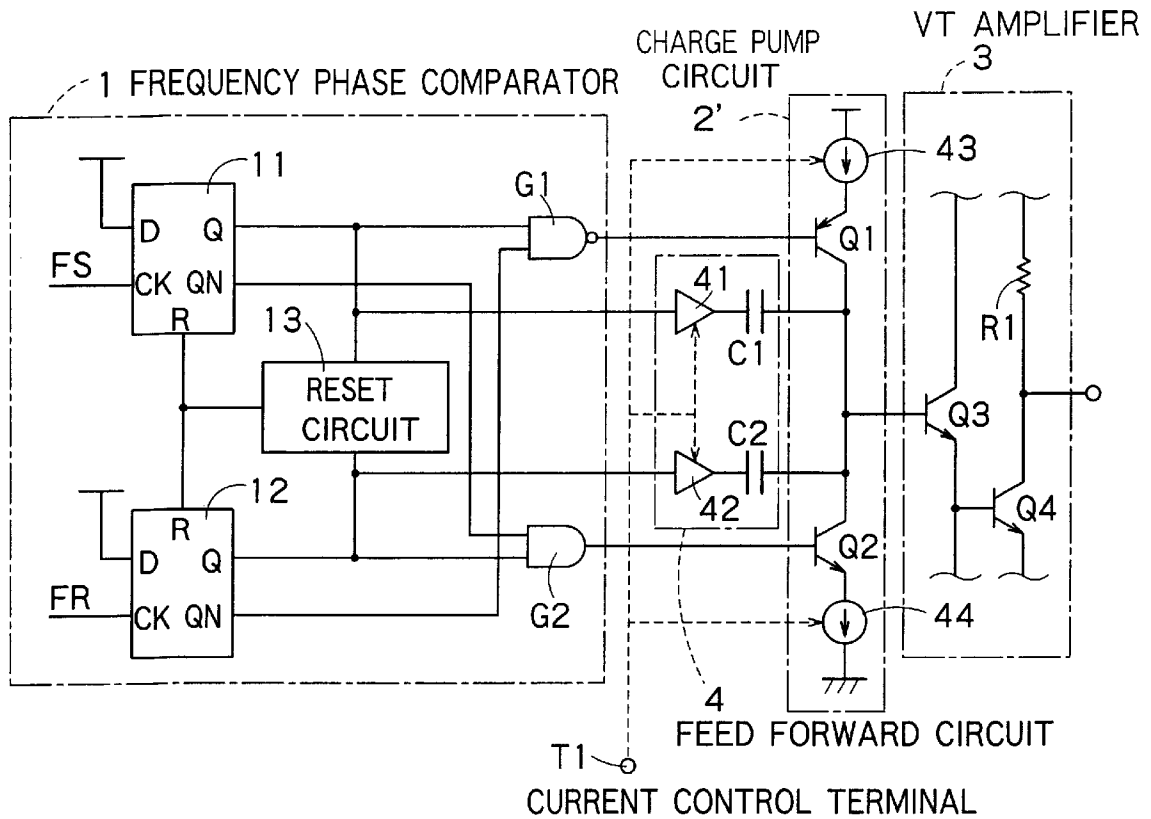 VT AMPLIFIER
3
CHARGE PUMP
CIRCUIT
2'
1 FREQUENCY PHASE COMPARATOR
11
D Q
FS
CK QN
R
G1
43
Q1
41
C1
13
RESET
CIRCUIT
R1
Q3
C2
42
12
R
D Q
FR
CK QN
G2
Q2
Q4
44
4
FEED FORWARD CIRCUIT
T1
CURRENT CONTROL TERMINAL